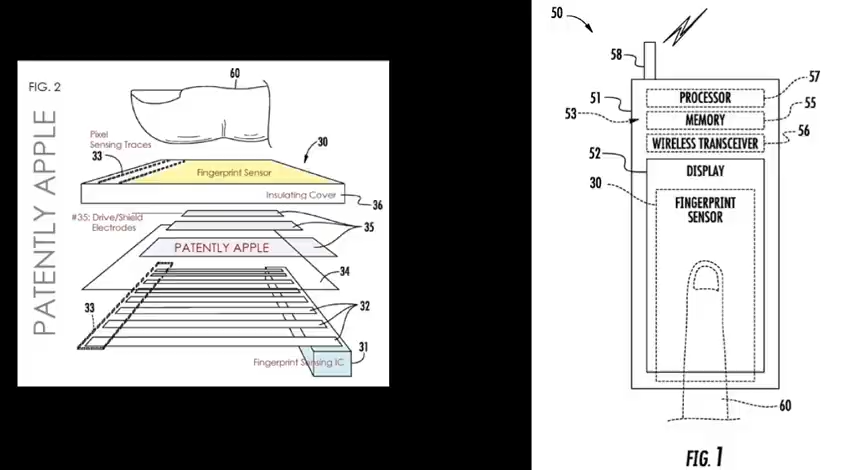 FIG. 2
60
PATENTLY APPLE
Pixel
Sensing Traces
33
30
Fingerprint Sensor
Insulating Cover
36
#35: Drive/Shield
Electrodes
35
PATENTLY APPLE
34
33
32
31
Fingerprint Sensing IC
50
58
51
57
PROCESSOR
53
55
MEMORY
56
WIRELESS TRANSCEIVER
52
DISPLAY
30
FINGERPRINT
SENSOR
60
FIG. 1